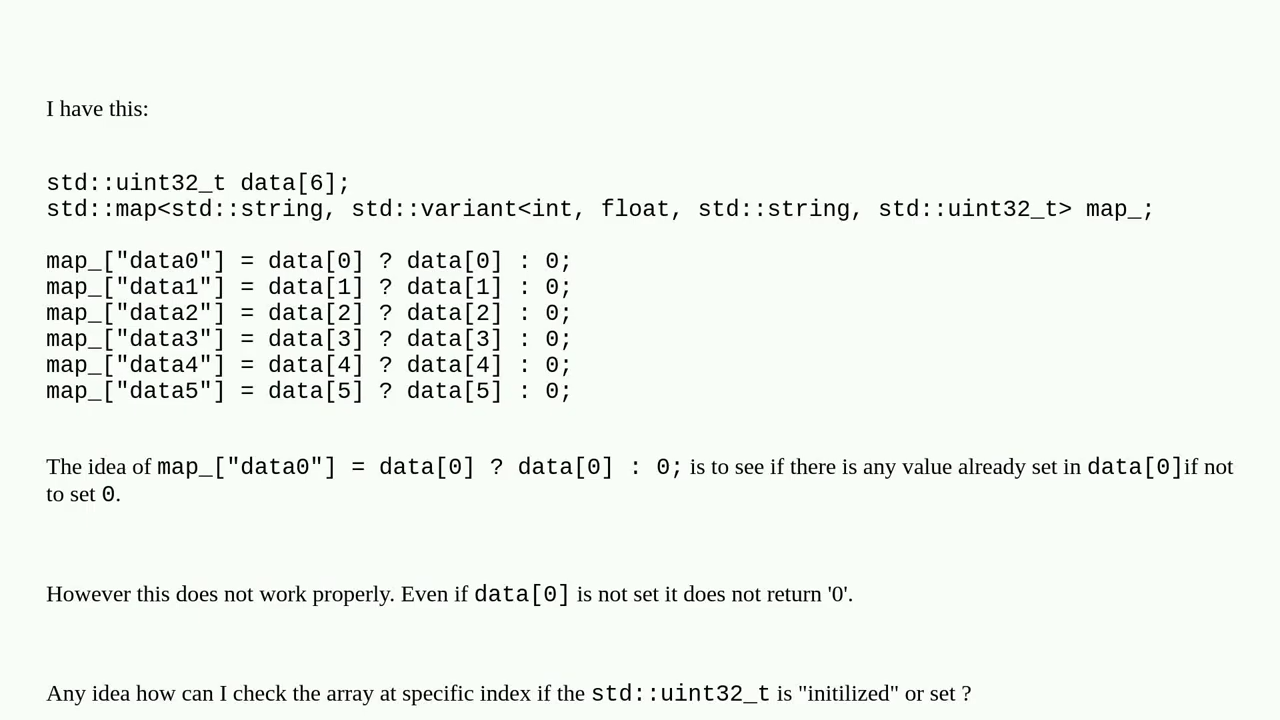 I have this:
std::uint32_t data[6];
std::map<std::string, std::variant<int, float, std::string, std::uint32_t> map_;
map_["data0"] = data[0] ? data[0] : 0;
map_["data1"] = data[1] ? data[1] : 0;
map_["data2"] = data[2] ? data[2] : 0;
map_["data3"] = data[3] ? data[3] : 0;
map_["data4"] = data[4] ? data[4] : 0;
map_["data5"] = data[5] ? data[5] : 0;
The idea of map_["data0"] = data[0] ? data[0] : 0; is to see if there is any value already set in data[0]if not
to set 0.
However this does not work properly. Even if data[0] is not set it does not return '0'.
Any idea how can I check the array at specific index if the std::uint32_t is "initilized" or set ?